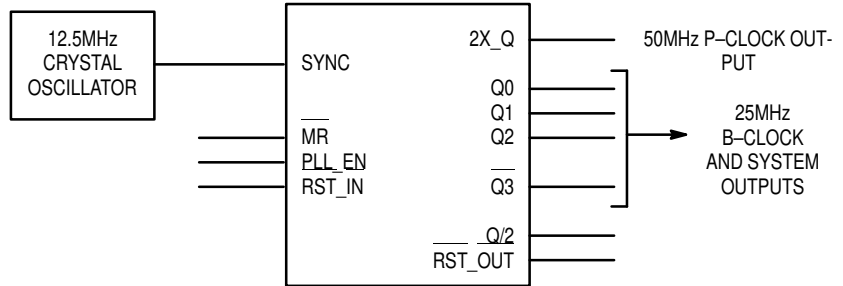 12.5MHz
CRYSTAL
OSCILLATOR
SYNC
MR
PLL_EN
RST_IN
2X_Q
Q0
Q1
Q2
Q3
Q/2
RST_OUT
50MHz P–CLOCK OUT-
PUT
25MHz
B–CLOCK
AND SYSTEM
OUTPUTS